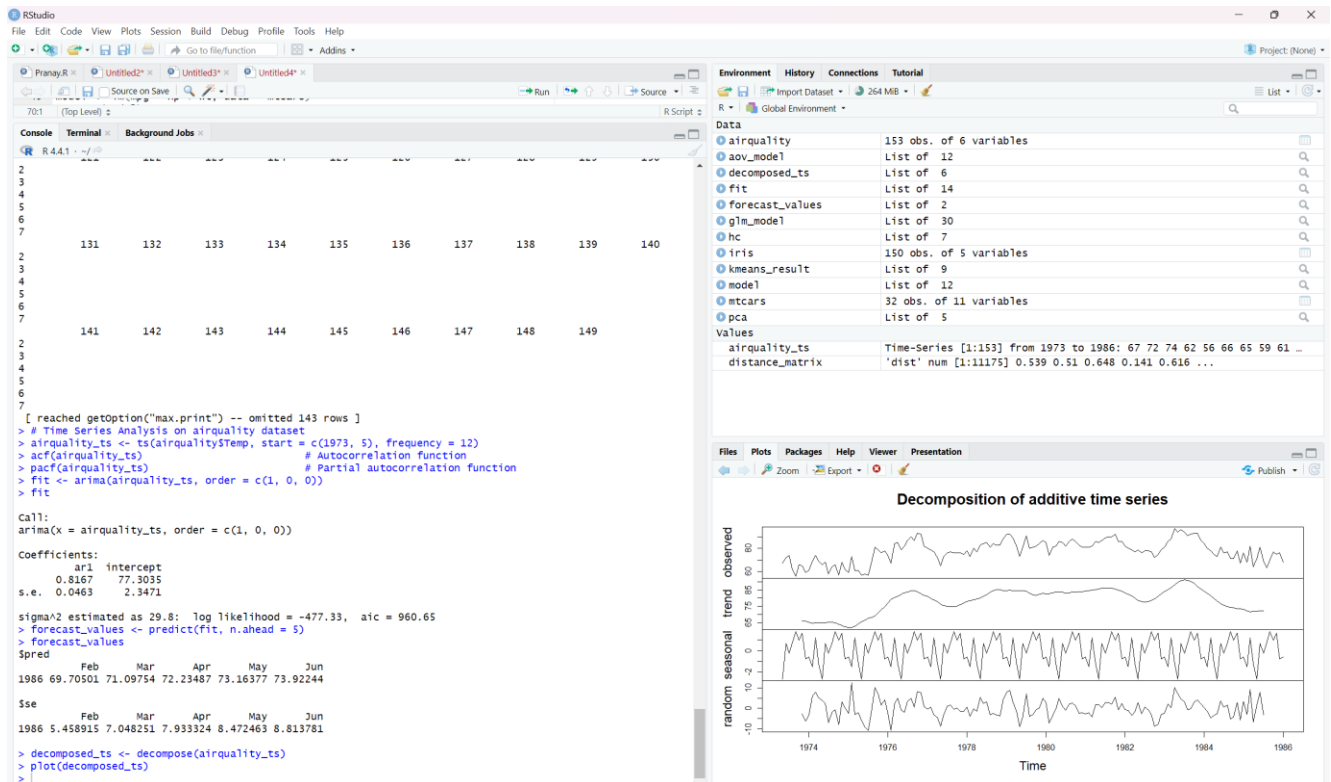 RStudio
File Edit Code View Plots Session Build Debug Profile Tools Help
Go to file/function Addins Project: (None)
Pranay.R Untitled2* Untitled3* Untitled4*
Source on Save Run Source
70:1 (Top Level) R Script
Console Terminal Background Jobs
R 4.4.1 · ~/
2
3
4
5
6
7
131 132 133 134 135 136 137 138 139 140
2
3
4
5
6
7
141 142 143 144 145 146 147 148 149
2
3
4
5
6
7
[ reached getOption("max.print") -- omitted 143 rows ]
> # Time Series Analysis on airquality dataset
> airquality_ts <- ts(airquality$Temp, start = c(1973, 5), frequency = 12)
> acf(airquality_ts) # Autocorrelation function
> pacf(airquality_ts) # Partial autocorrelation function
> fit <- arima(airquality_ts, order = c(1, 0, 0))
> fit
Call:
arima(x = airquality_ts, order = c(1, 0, 0))
Coefficients:
ar1 intercept
0.8167 77.3035
s.e. 0.0463 2.3471
sigma^2 estimated as 29.8: log likelihood = -477.33, aic = 960.65
> forecast_values <- predict(fit, n.ahead = 5)
> forecast_values
$pred
Feb Mar Apr May Jun
1986 69.70501 71.09754 72.23487 73.16377 73.92244
$se
Feb Mar Apr May Jun
1986 5.458915 7.048251 7.933324 8.472463 8.813781
> decomposed_ts <- decompose(airquality_ts)
> plot(decomposed_ts)
>
Environment History Connections Tutorial
Import Dataset 264 MiB List
R Global Environment
Data
airquality 153 obs. of 6 variables
aov_model List of 12
decomposed_ts List of 6
fit List of 14
forecast_values List of 2
glm_model List of 30
hc List of 7
iris 150 obs. of 5 variables
kmeans_result List of 9
model List of 12
mtcars 32 obs. of 11 variables
pca List of 5
Values
airquality_ts Time-Series [1:153] from 1973 to 1986: 67 72 74 62 56 66 65 59 61 …
distance_matrix 'dist' num [1:11175] 0.539 0.51 0.648 0.141 0.616 ...
Files Plots Packages Help Viewer Presentation
Zoom Export Publish
Decomposition of additive time series
observed
60 80
trend
65 75 85
seasonal
-2 0
random
-10 0 10
1974 1976 1978 1980 1982 1984 1986
Time